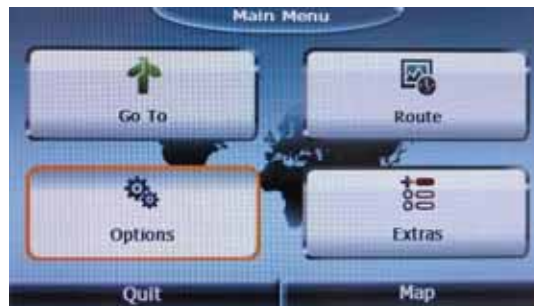 Main Menu
Go To
Route
Options
Extras
Quit
Map